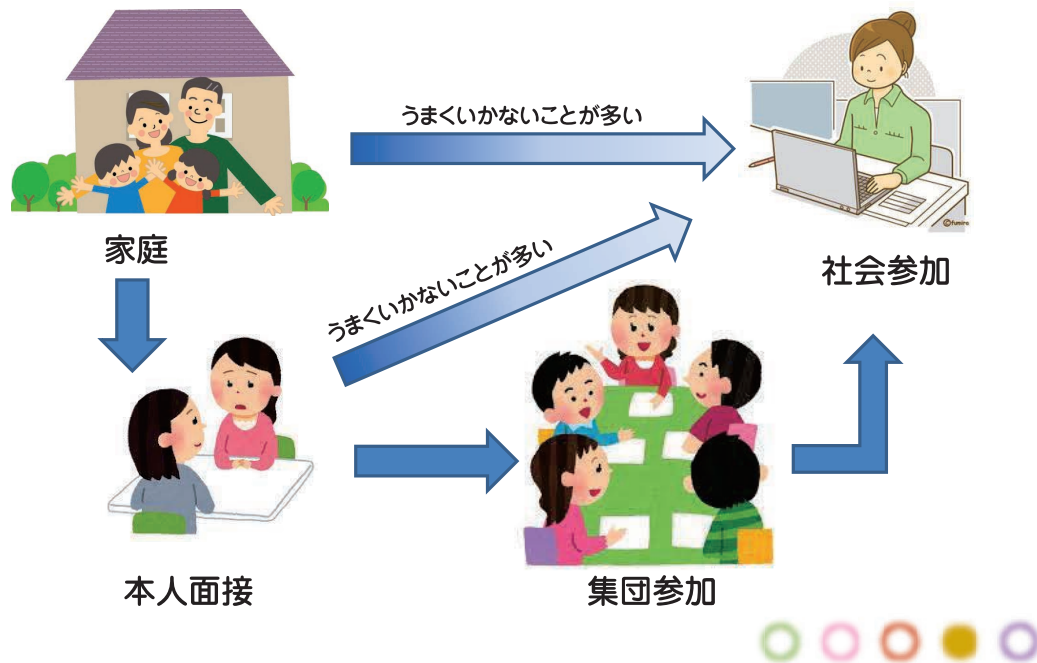 うまくいかないことが多い
家庭
うまくいかないことが多い
社会参加
本人面接
集団参加
©fumira